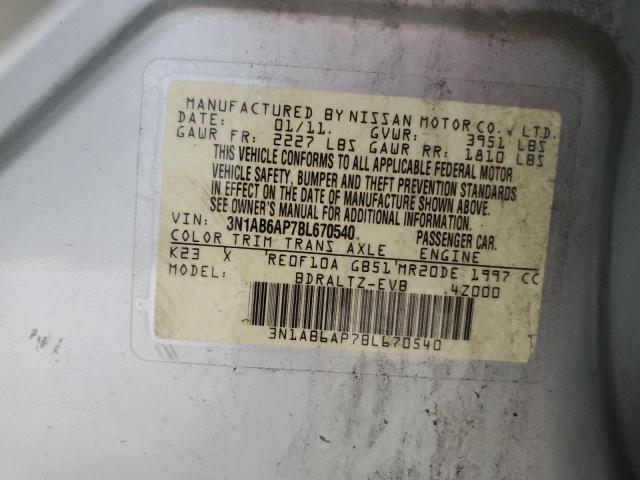 MANUFACTURED BY NISSAN MOTOR CO., LTD.
DATE: 01/11. GVWR: 3951 LBS
GAWR FR: 2227 LBS GAWR RR: 1810 LBS
THIS VEHICLE CONFORMS TO ALL APPLICABLE FEDERAL MOTOR
VEHICLE SAFETY, BUMPER AND THEFT PREVENTION STANDARDS
IN EFFECT ON THE DATE OF MANUFACTURE SHOWN ABOVE.
SEE OWNER'S MANUAL FOR ADDITIONAL INFORMATION.
VIN: 3N1AB6AP7BL670540. PASSENGER CAR.
COLOR TRIM TRANS AXLE ENGINE
K23 X RE0F10A GB51 MR20DE 1997 CC
MODEL: BDRALTZ-EVB 4Z000
3N1AB6AP7BL670540